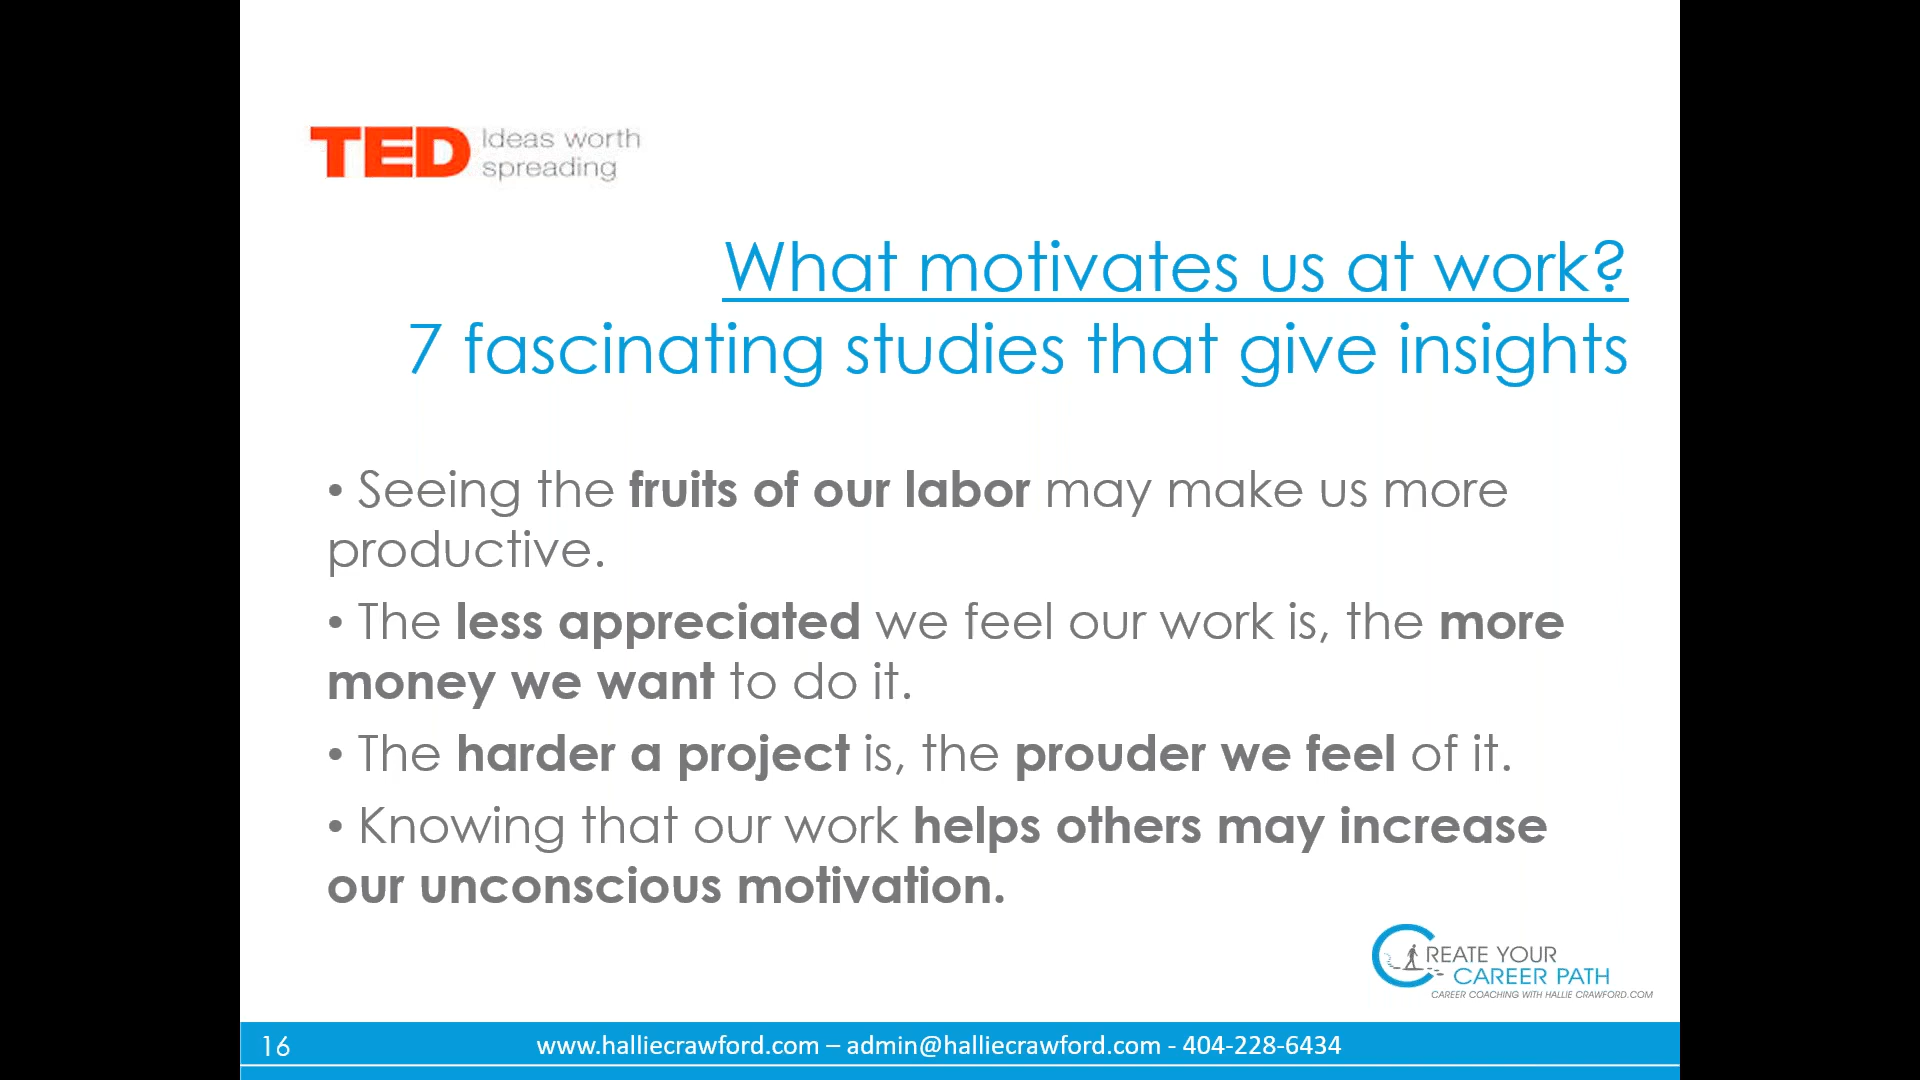 TED Ideas worth
spreading
What motivates us at work?
7 fascinating studies that give insights
• Seeing the fruits of our labor may make us more
productive.
• The less appreciated we feel our work is, the more
money we want to do it.
• The harder a project is, the prouder we feel of it.
• Knowing that our work helps others may increase
our unconscious motivation.
CREATE YOUR
CAREER PATH
CAREER COACHING WITH HALLIE CRAWFORD.COM
16
www.halliecrawford.com – admin@halliecrawford.com - 404-228-6434